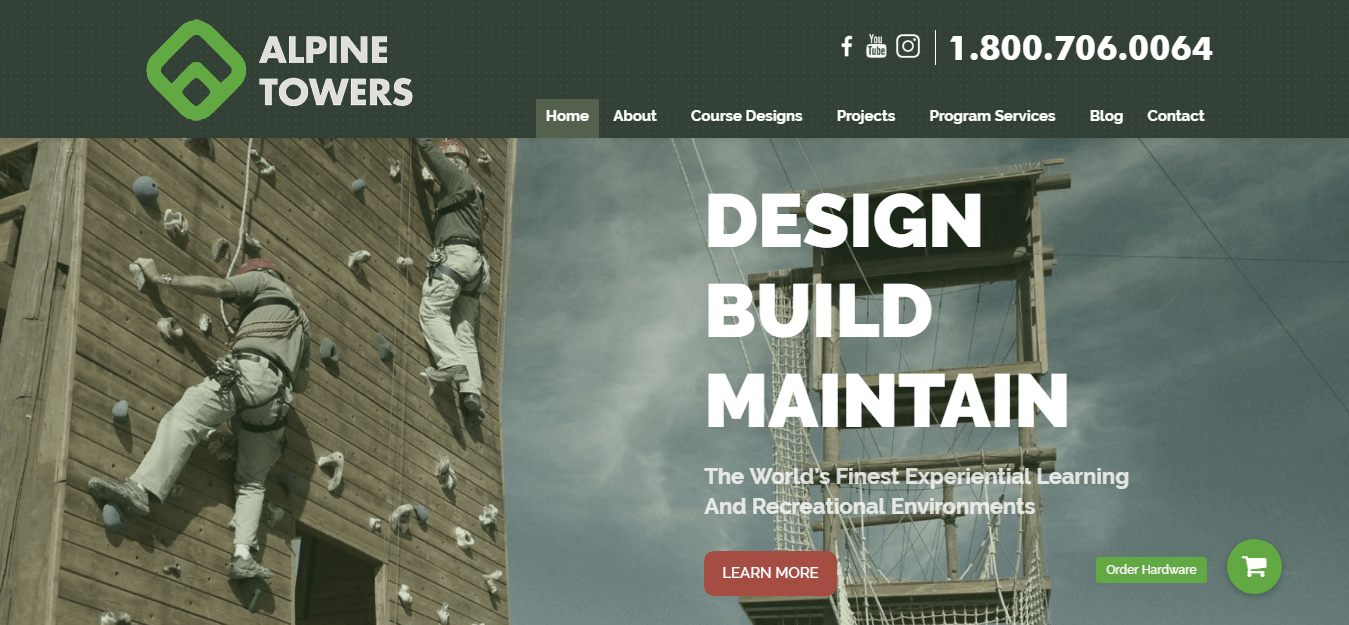 ALPINE
TOWERS
You
Tube
1.800.706.0064
Home About Course Designs Projects Program Services Blog Contact
DESIGN
BUILD
MAINTAIN
The World's Finest Experiential Learning
And Recreational Environments
LEARN MORE
Order Hardware